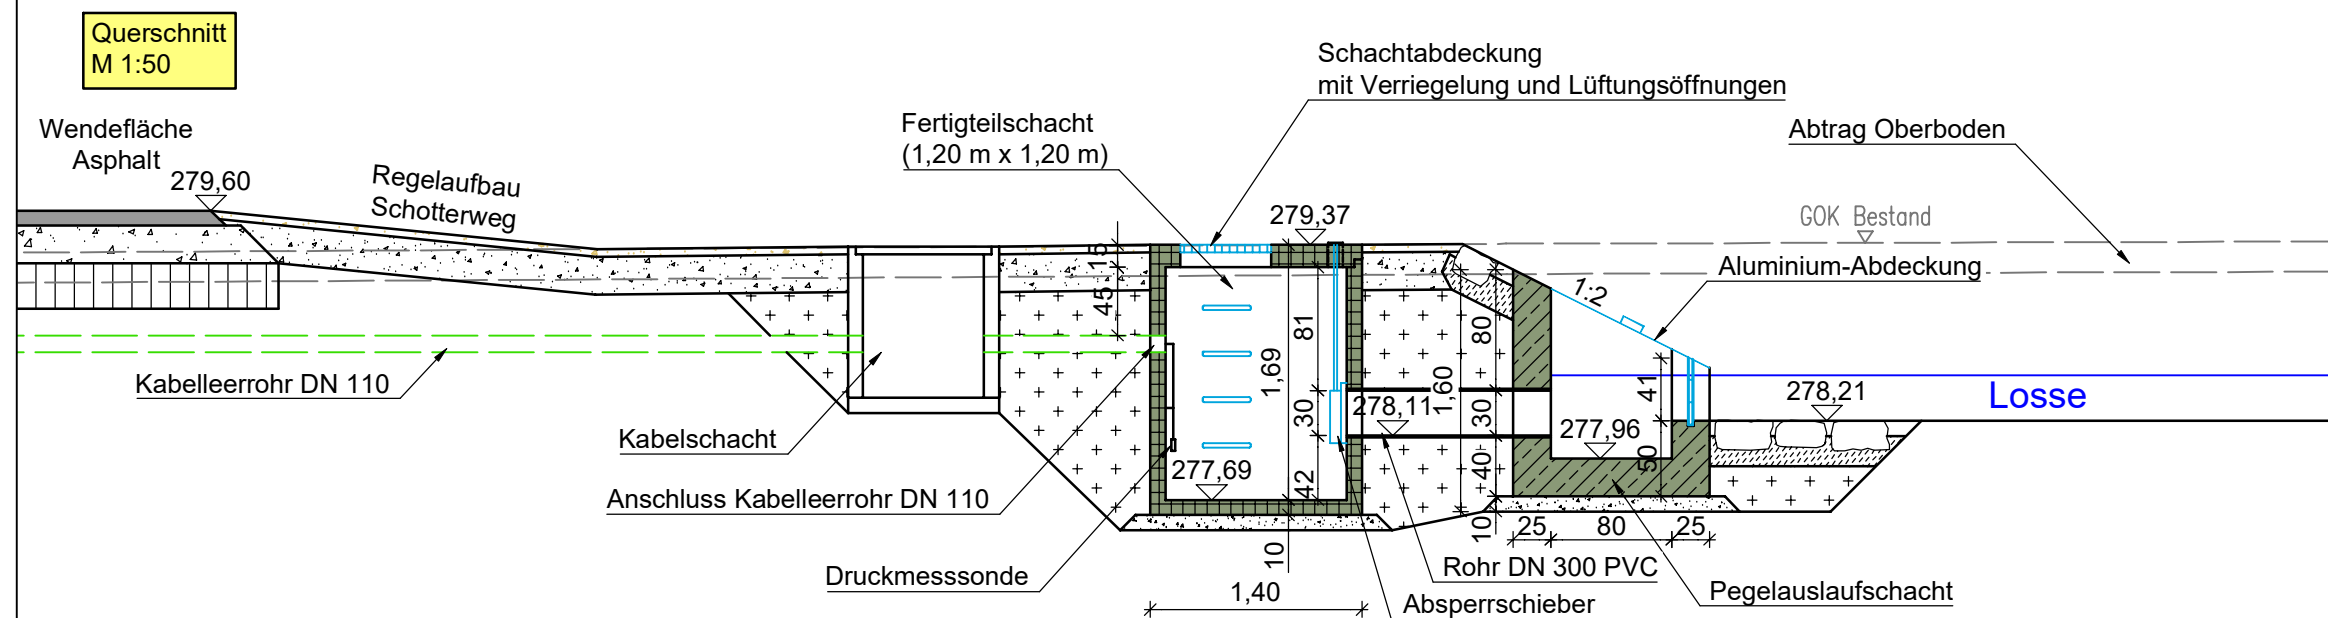 Querschnitt
M 1:50
Schachtabdeckung
mit Verriegelung und Lüftungsöffnungen
Wendefläche
Asphalt
279,60
Regelaufbau
Schotterweg
Fertigteilschacht
(1,20 m x 1,20 m)
Abtrag Oberboden
279,37
GOK Bestand
Aluminium-Abdeckung
1:2
15
45
81
1,69
30
42
10
80
1,60
30
40
10
41
50
278,11
277,96
278,21
Losse
277,69
Kabelleerrohr DN 110
Kabelschacht
Anschluss Kabelleerrohr DN 110
25
80
25
Druckmesssonde
Rohr DN 300 PVC
1,40
Absperrschieber
Pegelauslaufschacht